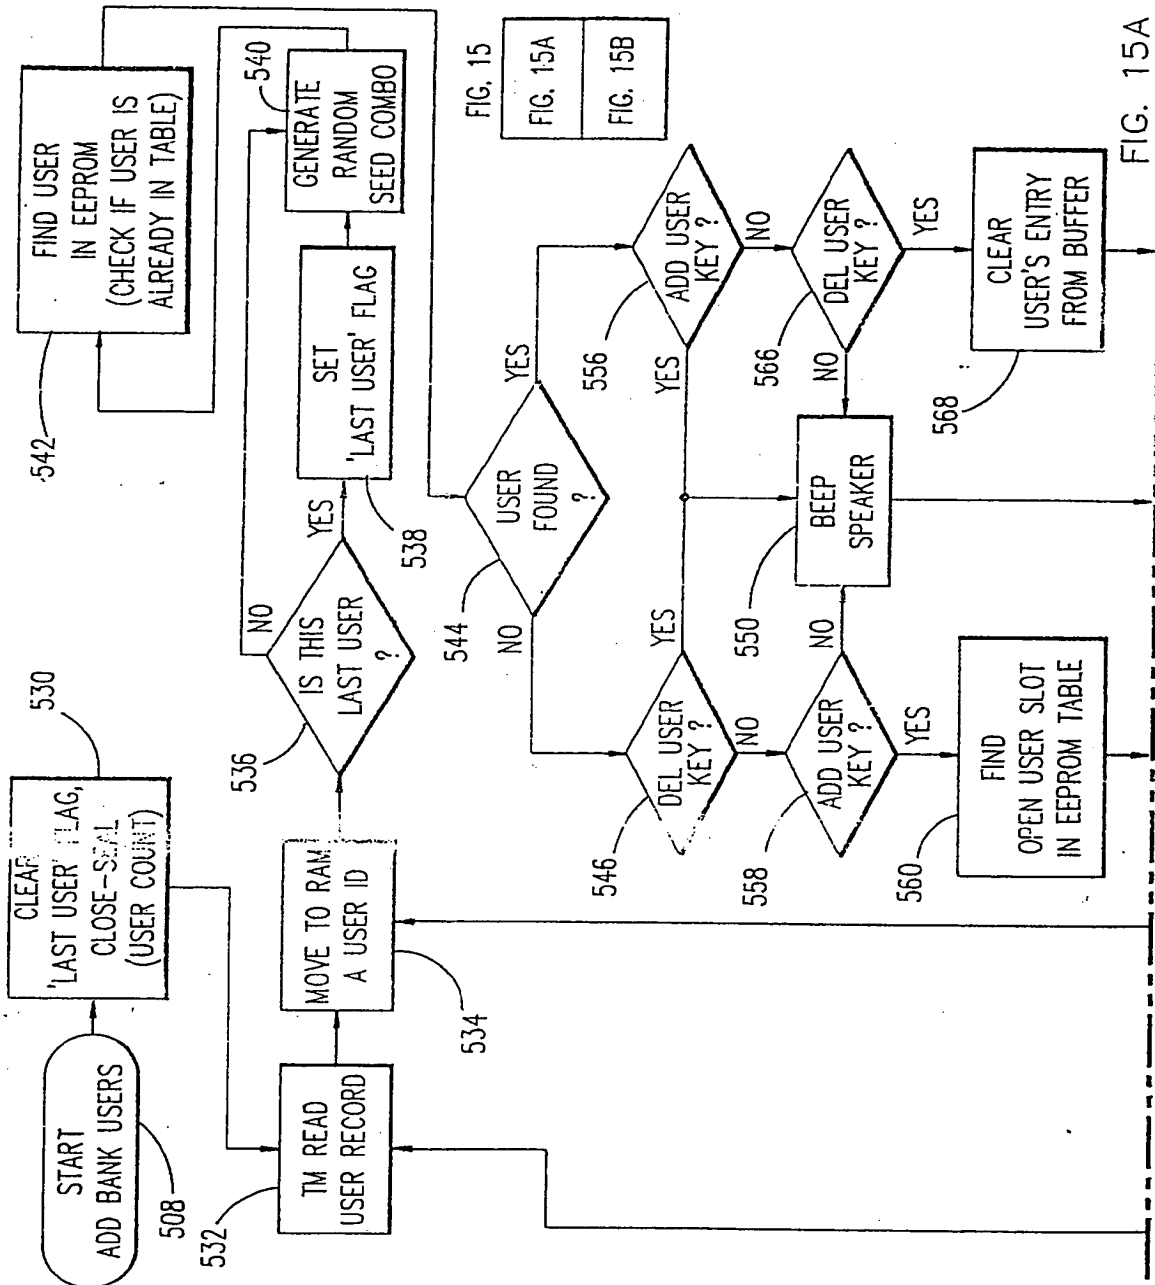 START
ADD BANK USERS
508
CLEAR
'LAST USER' FLAG,
CLOSE-SEAL
(USER COUNT)
530
TM READ
USER RECORD
532
MOVE TO RAM
A USER ID
534
IS THIS
LAST USER
?
536
NO
YES
SET
'LAST USER' FLAG
538
GENERATE
RANDOM
SEED COMBO
540
FIND USER
IN EEPROM
(CHECK IF USER IS
ALREADY IN TABLE)
542
USER
FOUND
?
544
NO
YES
DEL USER
KEY ?
546
YES
NO
ADD USER
KEY ?
558
NO
YES
FIND
OPEN USER SLOT
IN EEPROM TABLE
560
BEEP
SPEAKER
550
ADD USER
KEY ?
556
YES
NO
DEL USER
KEY ?
566
NO
YES
CLEAR
USER'S ENTRY
FROM BUFFER
568
FIG. 15
FIG. 15A
FIG. 15B
FIG. 15A